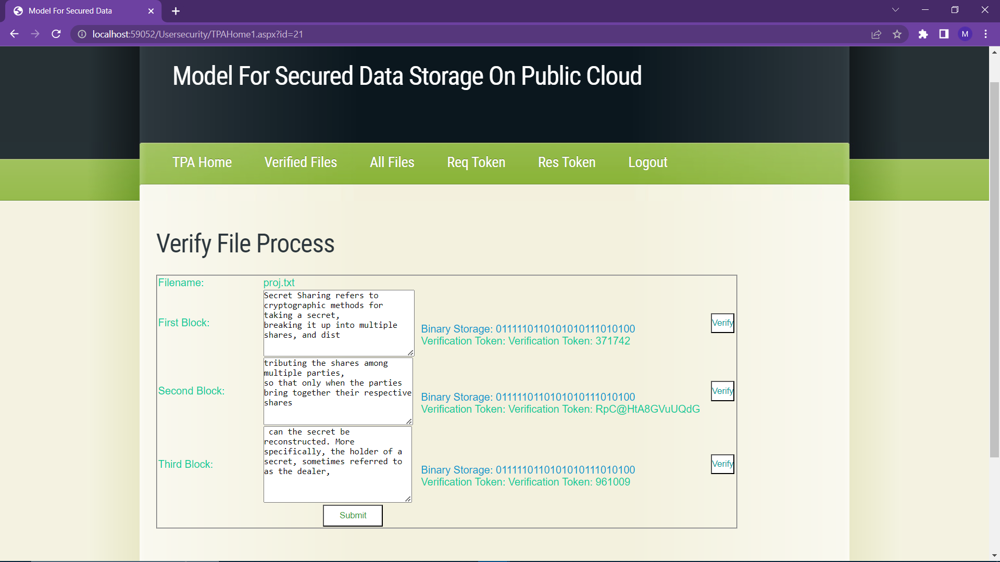 Model For Secured Data
localhost:59052/Usersecurity/TPAHome1.aspx?id=21
M
Model For Secured Data Storage On Public Cloud
TPA Home Verified Files All Files Req Token Res Token Logout
Verify File Process
Filename: proj.txt
First Block:
Secret Sharing refers to
cryptographic methods for
taking a secret,
breaking it up into multiple
shares, and dist
Binary Storage: 0111110110101010111010100
Verification Token: Verification Token: 371742
Verify
Second Block:
tributing the shares among
multiple parties,
so that only when the parties
bring together their respective
shares
Binary Storage: 0111110110101010111010100
Verification Token: Verification Token: RpC@HtA8GVuUQdG
Verify
Third Block:
can the secret be
reconstructed. More
specifically, the holder of a
secret, sometimes referred to
as the dealer,
Binary Storage: 0111110110101010111010100
Verification Token: Verification Token: 961009
Verify
Submit